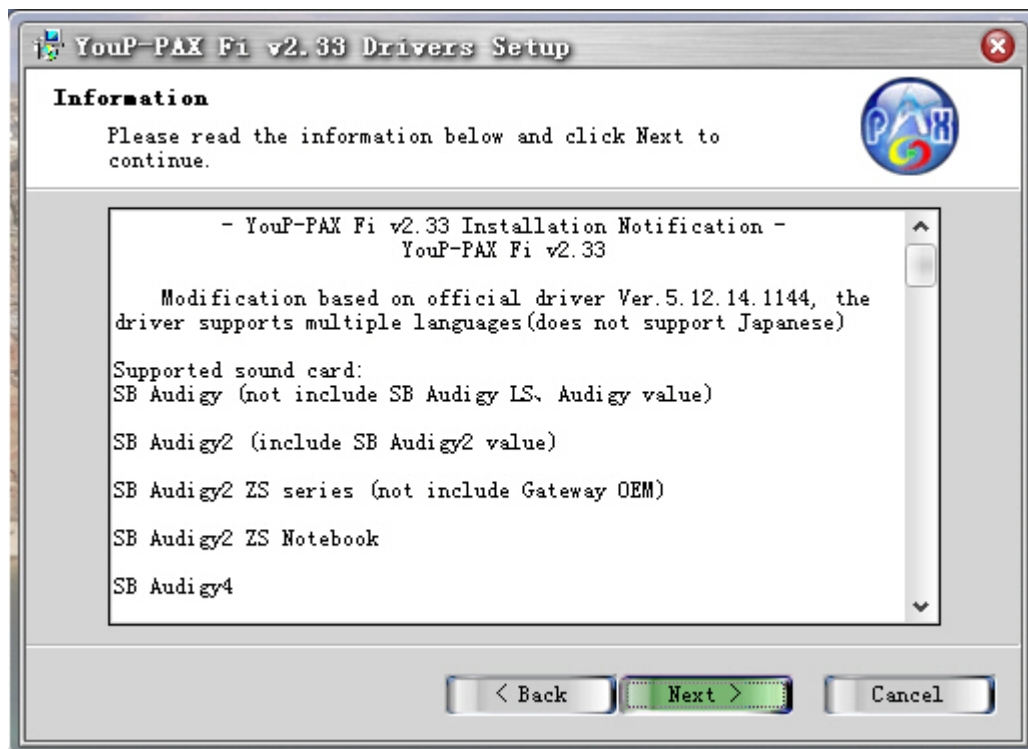 YouP-PAX Fi v2.33 Drivers Setup
Information
Please read the information below and click Next to
continue.
PAX
- YouP-PAX Fi v2.33 Installation Notification -
YouP-PAX Fi v2.33
Modification based on official driver Ver.5.12.14.1144, the
driver supports multiple languages(does not support Japanese)
Supported sound card:
SB Audigy (not include SB Audigy LS、Audigy value)
SB Audigy2 (include SB Audigy2 value)
SB Audigy2 ZS series (not include Gateway OEM)
SB Audigy2 ZS Notebook
SB Audigy4
< Back
Next >
Cancel